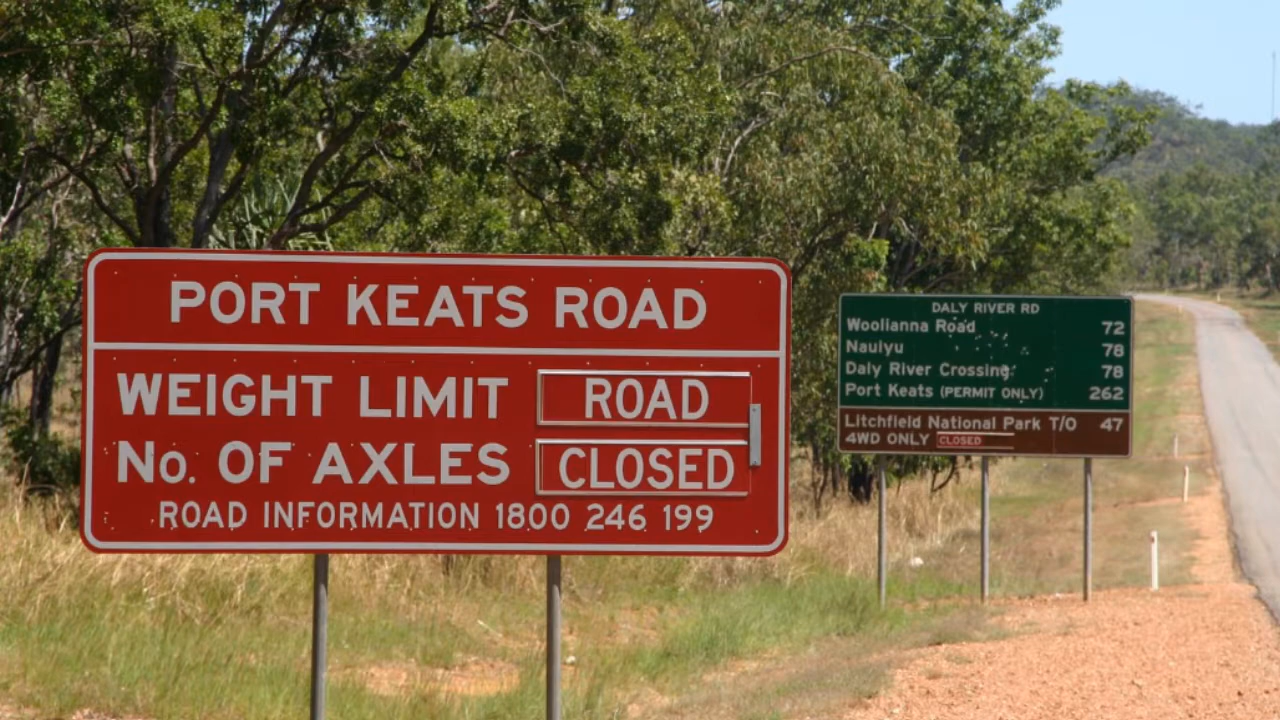 PORT KEATS ROAD
WEIGHT LIMIT ROAD
No. OF AXLES CLOSED
ROAD INFORMATION 1800 246 199
DALY RIVER RD
Woolianna Road 72
Nauiyu 78
Daly River Crossing 78
Port Keats (PERMIT ONLY) 262
Litchfield National Park T/O 47
4WD ONLY CLOSED